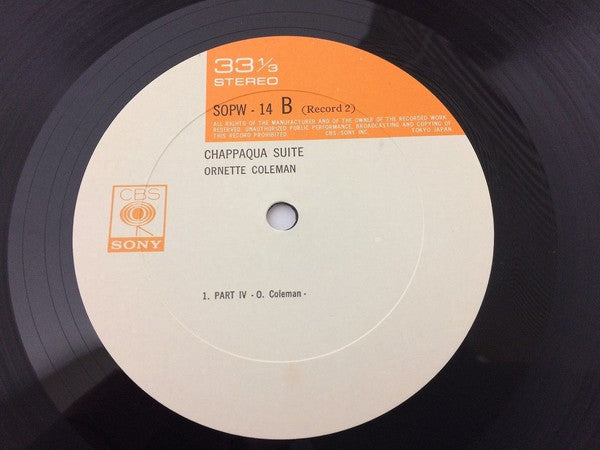 33 1/3
STEREO
SOPW - 14 B (Record 2)
ALL RIGHTS OF THE MANUFACTURER AND OF THE OWNER OF THE RECORDED WORK
RESERVED. UNAUTHORIZED PUBLIC PERFORMANCE, BROADCASTING AND COPYING OF
THIS RECORD PROHIBITED. CBS/SONY INC. TOKYO JAPAN
CHAPPAQUA SUITE
ORNETTE COLEMAN
CBS
SONY
1. PART IV - O. Coleman -